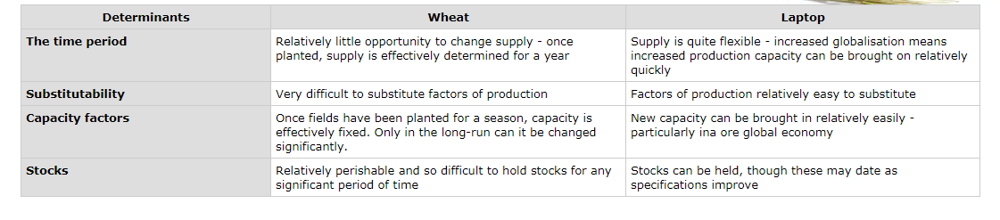 Determinants Wheat Laptop
The time period
Relatively little opportunity to change supply - once
planted, supply is effectively determined for a year
Supply is quite flexible - increased globalisation means
increased production capacity can be brought on relatively
quickly
Substitutability
Very difficult to substitute factors of production
Factors of production relatively easy to substitute
Capacity factors
Once fields have been planted for a season, capacity is
effectively fixed. Only in the long-run can it be changed
significantly.
New capacity can be brought in relatively easily -
particularly ina ore global economy
Stocks
Relatively perishable and so difficult to hold stocks for any
significant period of time
Stocks can be held, though these may date as
specifications improve